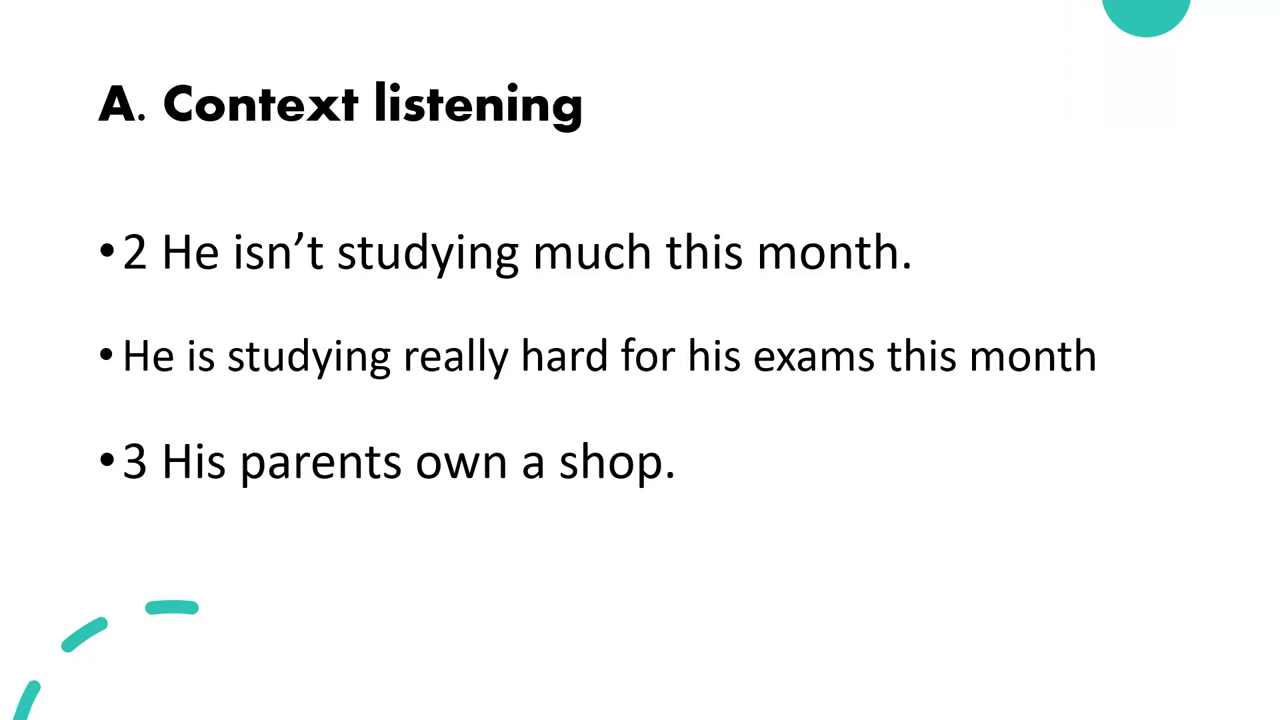 A. Context listening
•2 He isn’t studying much this month.
•He is studying really hard for his exams this month
•3 His parents own a shop.